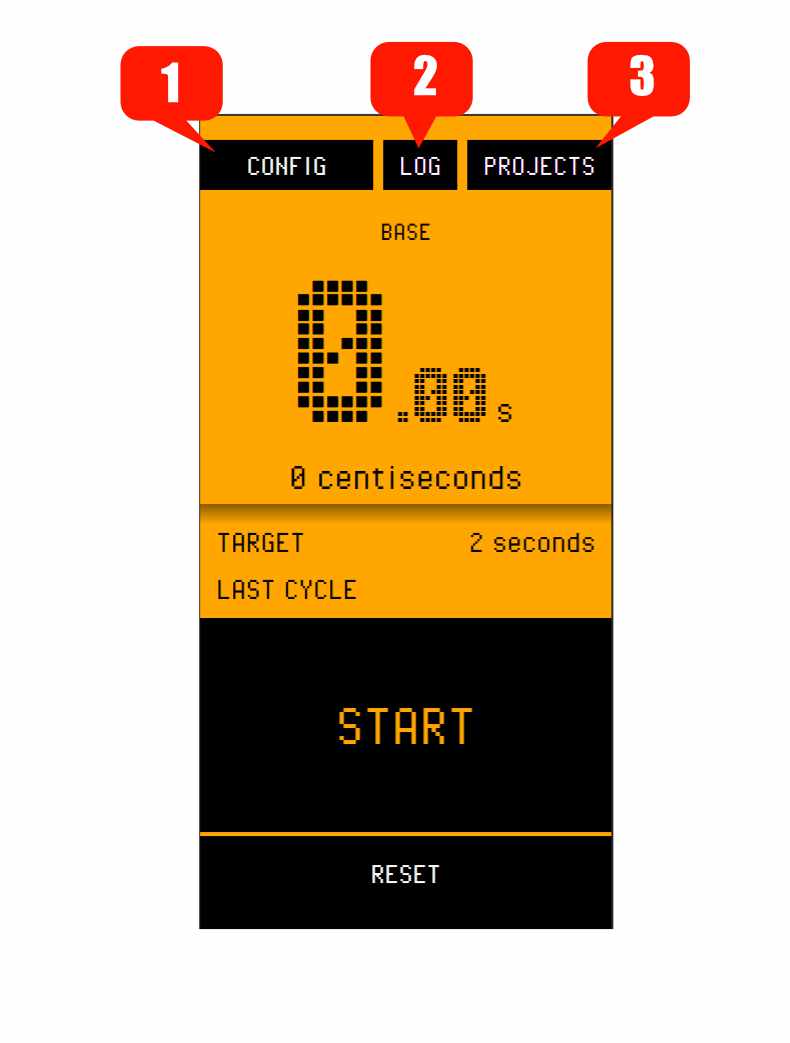 1 2 3
CONFIG LOG PROJECTS
BASE
0.00s
0 centiseconds
TARGET 2 seconds
LAST CYCLE
START
RESET